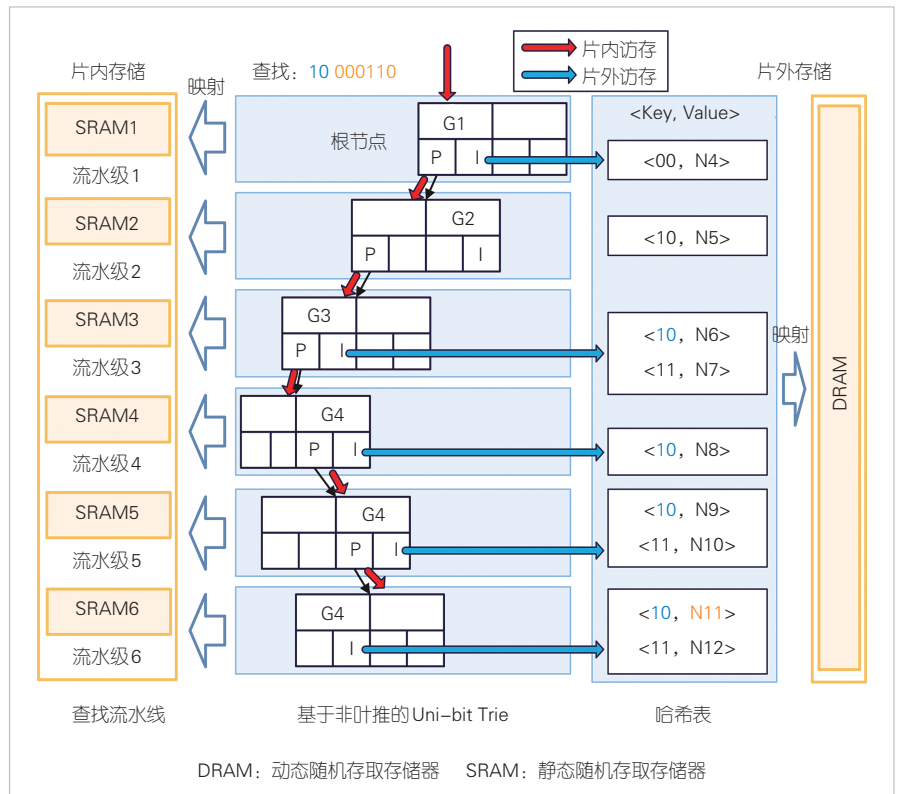 片内访存
片外访存
片内存储
映射
查找：10 000110
片外存储
SRAM1
流水级1
SRAM2
流水级2
SRAM3
流水级3
SRAM4
流水级4
SRAM5
流水级5
SRAM6
流水级6
根节点
G1
P I
G2
P I
G3
P I
G4
P I
G4
P I
G4
I
<Key, Value>
<00，N4>
<10，N5>
<10，N6>
<11，N7>
<10，N8>
<10，N9>
<11，N10>
<10，N11>
<11，N12>
映射
DRAM
查找流水线
基于非叶推的Uni-bit Trie
哈希表
DRAM：动态随机存取存储器 SRAM：静态随机存取存储器